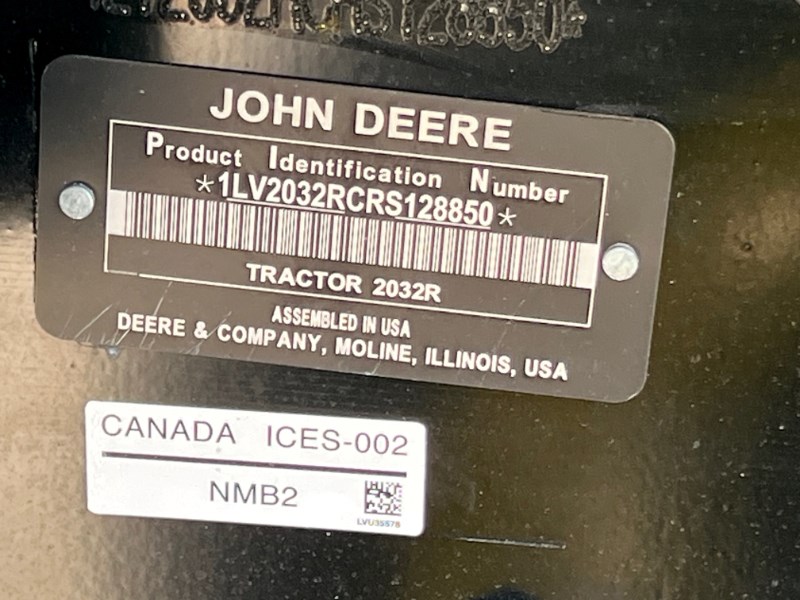 JOHN DEERE
Product Identification Number
*1LV2032RCRS128850*
TRACTOR 2032R
ASSEMBLED IN USA
DEERE & COMPANY, MOLINE, ILLINOIS, USA
CANADA ICES-002
NMB2
LVU35578